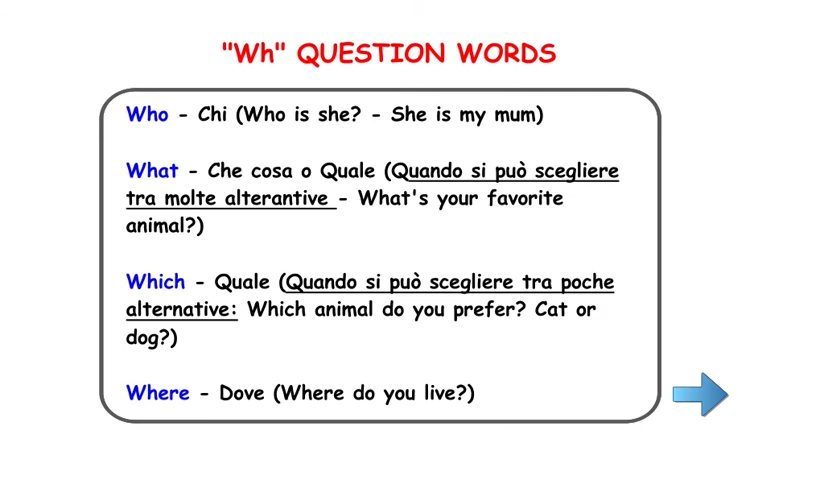 "Wh" QUESTION WORDS
Who - Chi (Who is she? - She is my mum)
What - Che cosa o Quale (Quando si può scegliere
tra molte alterantive - What's your favorite
animal?)
Which - Quale (Quando si può scegliere tra poche
alternative: Which animal do you prefer? Cat or
dog?)
Where - Dove (Where do you live?)